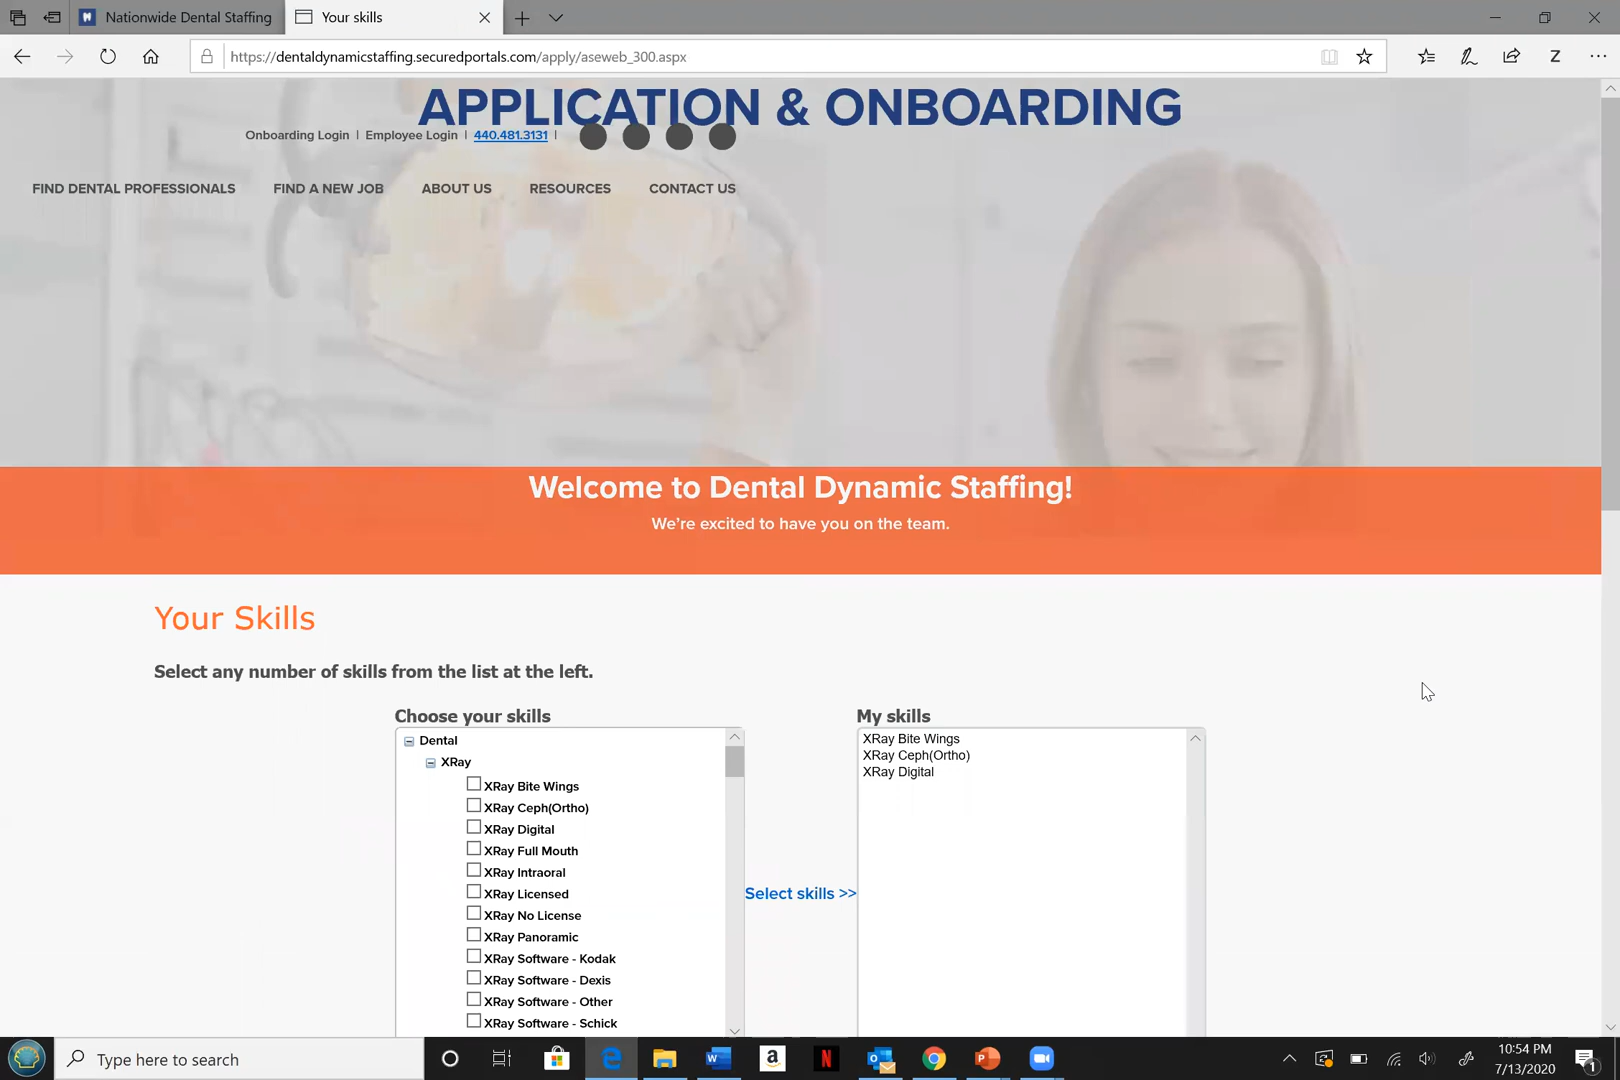 Nationwide Dental Staffing
Your skills
https://dentaldynamicstaffing.securedportals.com/apply/aseweb_300.aspx
Z
APPLICATION & ONBOARDING
Onboarding Login | Employee Login | 440.481.3131 |
FIND DENTAL PROFESSIONALS FIND A NEW JOB ABOUT US RESOURCES CONTACT US
Welcome to Dental Dynamic Staffing!
We're excited to have you on the team.
Your Skills
Select any number of skills from the list at the left.
Choose your skills
Dental
XRay
XRay Bite Wings
XRay Ceph(Ortho)
XRay Digital
XRay Full Mouth
XRay Intraoral
XRay Licensed
XRay No License
XRay Panoramic
XRay Software - Kodak
XRay Software - Dexis
XRay Software - Other
XRay Software - Schick
Select skills >>
My skills
XRay Bite Wings
XRay Ceph(Ortho)
XRay Digital
Type here to search
10:54 PM
7/13/2020
1